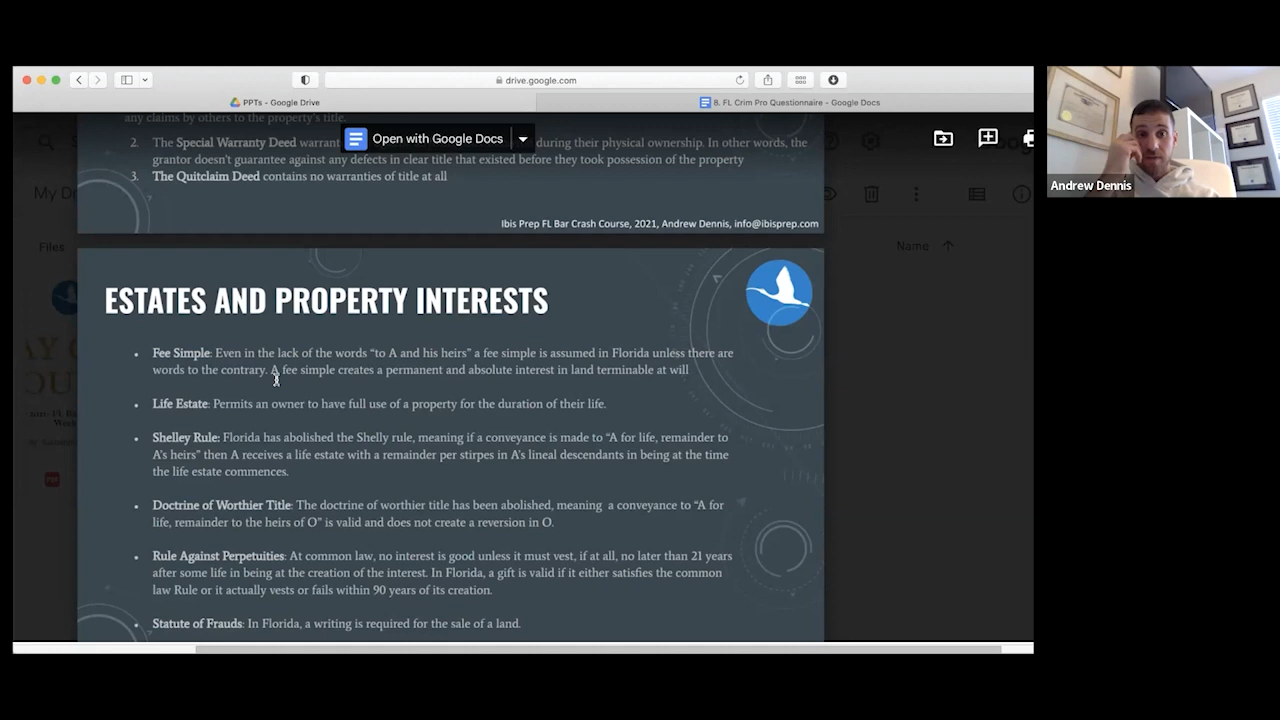 drive.google.com
PPTs - Google Drive
8. FL Crim Pro Questionnaire - Google Docs
any claims by others to the property's title.
Open with Google Docs
2. The Special Warranty Deed warrant during their physical ownership. In other words, the
grantor doesn't guarantee against any defects in clear title that existed before they took possession of the property
3. The Quitclaim Deed contains no warranties of title at all
Ibis Prep FL Bar Crash Course, 2021, Andrew Dennis, info@ibisprep.com
My Dr
Files
Name
ESTATES AND PROPERTY INTERESTS
• Fee Simple: Even in the lack of the words “to A and his heirs” a fee simple is assumed in Florida unless there are
words to the contrary. A fee simple creates a permanent and absolute interest in land terminable at will
• Life Estate: Permits an owner to have full use of a property for the duration of their life.
• Shelley Rule: Florida has abolished the Shelly rule, meaning if a conveyance is made to “A for life, remainder to
A's heirs” then A receives a life estate with a remainder per stirpes in A's lineal descendants in being at the time
the life estate commences.
• Doctrine of Worthier Title: The doctrine of worthier title has been abolished, meaning a conveyance to “A for
life, remainder to the heirs of O” is valid and does not create a reversion in O.
• Rule Against Perpetuities: At common law, no interest is good unless it must vest, if at all, no later than 21 years
after some life in being at the creation of the interest. In Florida, a gift is valid if it either satisfies the common
law Rule or it actually vests or fails within 90 years of its creation.
• Statute of Frauds: In Florida, a writing is required for the sale of a land.
Andrew Dennis